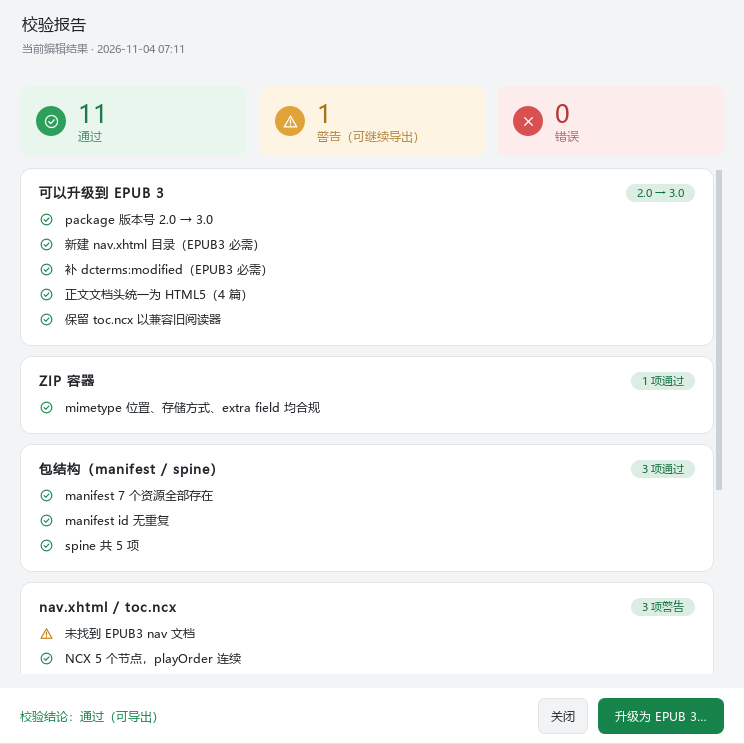 校验报告
当前编辑结果 · 2026-11-04 07:11
11
通过
1
警告（可继续导出）
0
错误
可以升级到 EPUB 3
2.0 → 3.0
package 版本号 2.0 → 3.0
新建 nav.xhtml 目录（EPUB3 必需）
补 dcterms:modified（EPUB3 必需）
正文文档头统一为 HTML5（4 篇）
保留 toc.ncx 以兼容旧阅读器
ZIP 容器
1 项通过
mimetype 位置、存储方式、extra field 均合规
包结构（manifest / spine）
3 项通过
manifest 7 个资源全部存在
manifest id 无重复
spine 共 5 项
nav.xhtml / toc.ncx
3 项警告
未找到 EPUB3 nav 文档
NCX 5 个节点，playOrder 连续
校验结论：通过（可导出）
关闭
升级为 EPUB 3...